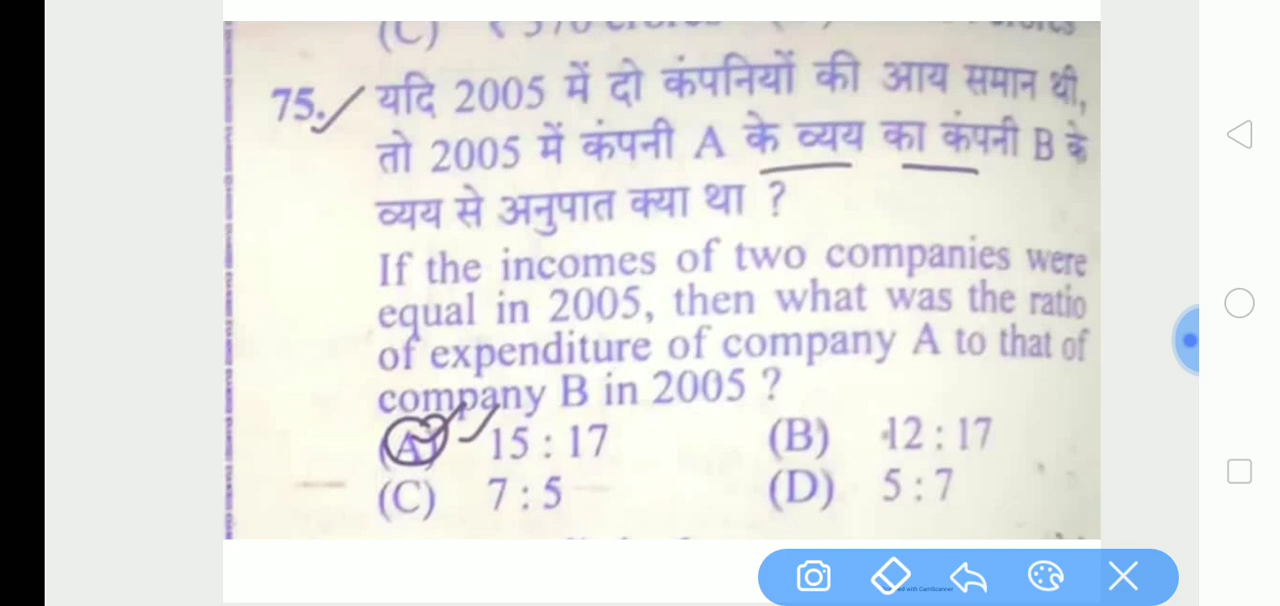 (C)
75. यदि 2005 में दो कंपनियों की आय समान थी,
तो 2005 में कंपनी A के व्यय का कंपनी B के
व्यय से अनुपात क्या था ?
If the incomes of two companies were
equal in 2005, then what was the ratio
of expenditure of company A to that of
company B in 2005 ?
(A) 15 : 17 (B) 12 : 17
(C) 7 : 5 (D) 5 : 7
with CamScanner